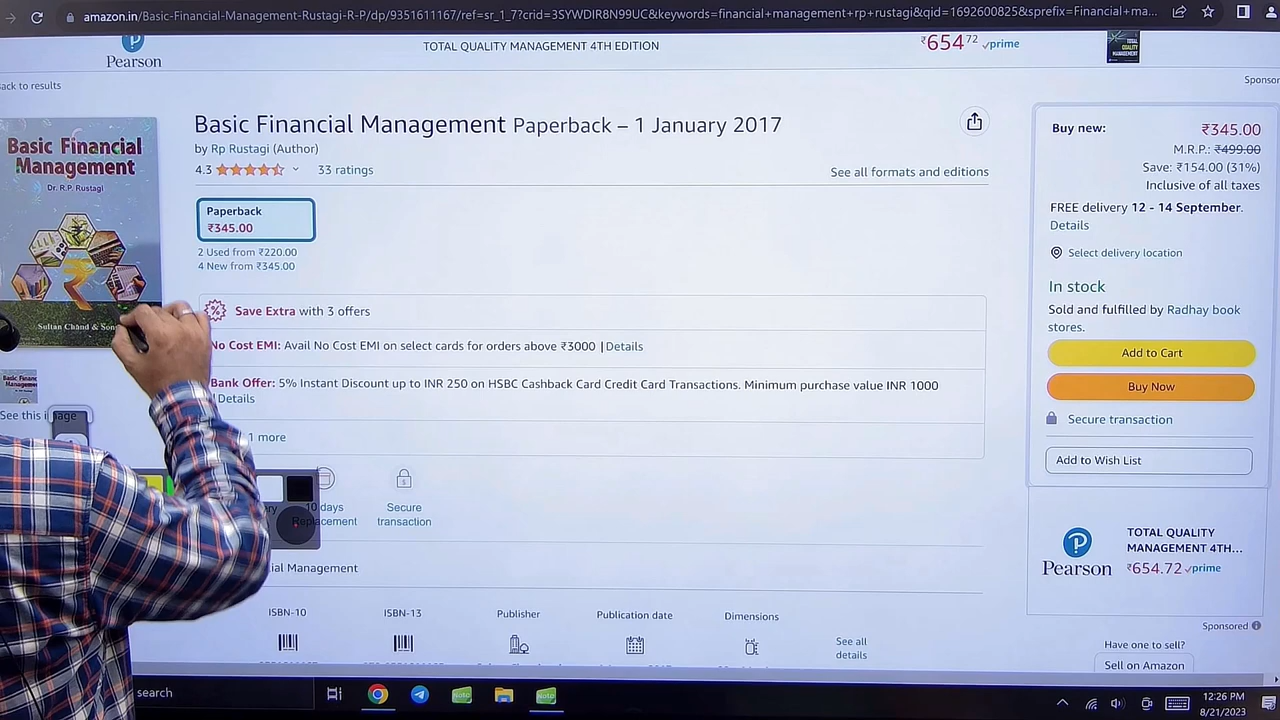 amazon.in/Basic-Financial-Management-Rustagi-R-P/dp/9351611167/ref=sr_1_7?crid=3SYWDIR8N99UC&keywords=financial+management+rp+rustagi&qid=1692600825&sprefix=Financial+ma...
Pearson
TOTAL QUALITY MANAGEMENT 4TH EDITION
₹654.72 prime
TOTAL QUALITY MANAGEMENT
ack to results
Sponsor
Basic Financial Management
Dr. R.P. Rustagi
Sultan Chand & Son
Basic Financial Management Paperback – 1 January 2017
by Rp Rustagi (Author)
4.3
33 ratings
See all formats and editions
Paperback
₹345.00
2 Used from ₹220.00
4 New from ₹345.00
Save Extra with 3 offers
No Cost EMI: Avail No Cost EMI on select cards for orders above ₹3000 | Details
Bank Offer: 5% Instant Discount up to INR 250 on HSBC Cashback Card Credit Card Transactions. Minimum purchase value INR 1000
| Details
1 more
See this i age
10 days
Replacement
Secure
transaction
ial Management
ISBN-10
ISBN-13
Publisher
Publication date
Dimensions
See all
details
Buy new:
₹345.00
M.R.P.: ₹499.00
Save: ₹154.00 (31%)
Inclusive of all taxes
FREE delivery 12 - 14 September.
Details
Select delivery location
In stock
Sold and fulfilled by Radhay book
stores.
Add to Cart
Buy Now
Secure transaction
Add to Wish List
Pearson
TOTAL QUALITY
MANAGEMENT 4TH...
₹654.72 prime
Sponsored
Have one to sell?
Sell on Amazon
search
12:26 PM
8/21/2023